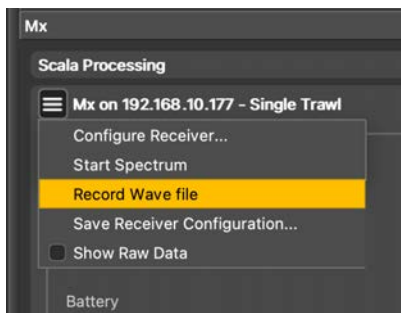 Mx
Scala Processing
Mx on 192.168.10.177 - Single Trawl
Configure Receiver...
Start Spectrum
Record Wave file
Save Receiver Configuration...
Show Raw Data
Battery